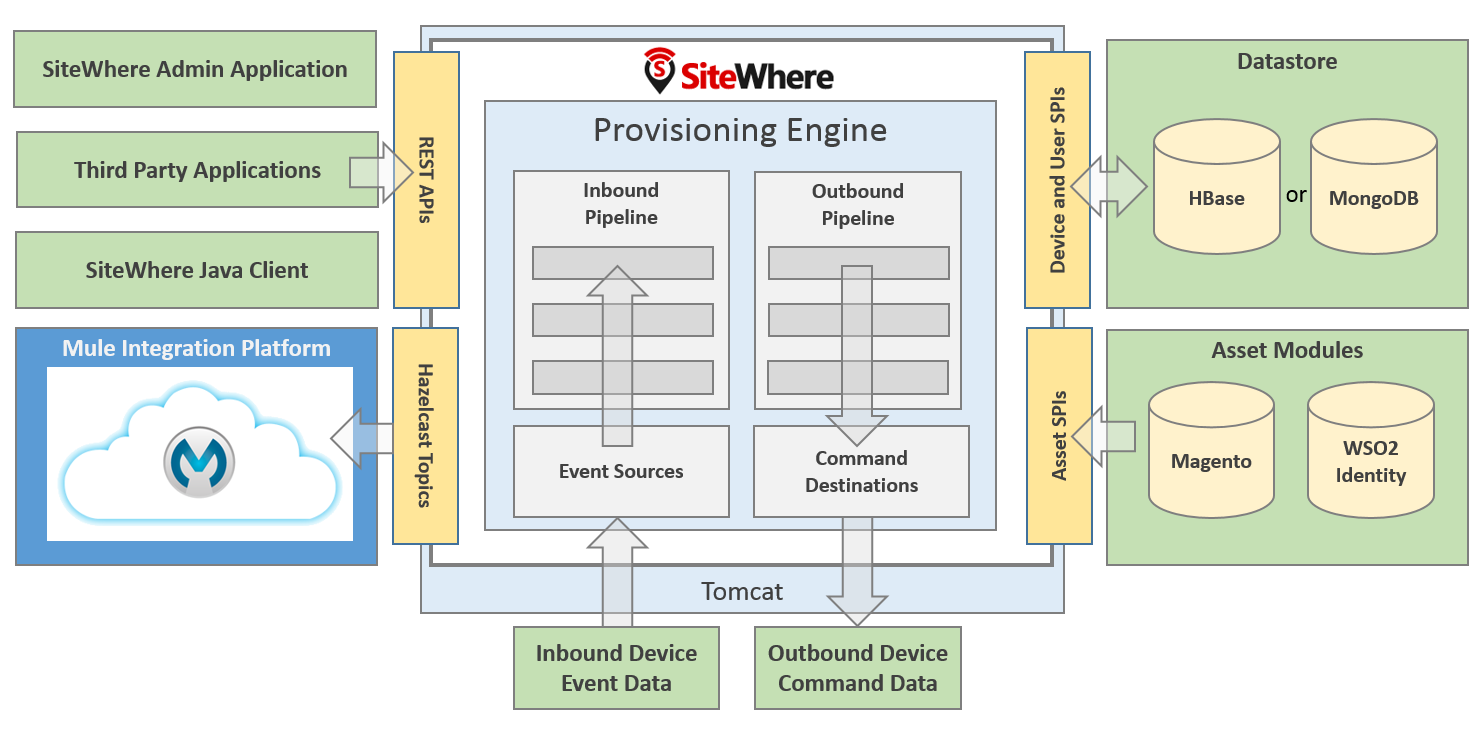 SiteWhere Admin Application
Third Party Applications
SiteWhere Java Client
Mule Integration Platform
REST APIs
Hazelcast Topics
S
SiteWhere
Provisioning Engine
Inbound
Pipeline
Outbound
Pipeline
Event Sources
Command
Destinations
Tomcat
Inbound Device
Event Data
Outbound Device
Command Data
Device and User SPIs
Asset SPIs
Datastore
HBase
or
MongoDB
Asset Modules
Magento
WSO2
Identity